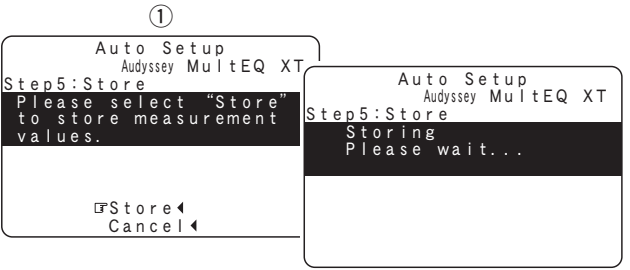 ①
Auto Setup
Audyssey MultEQ XT
Step5:Store
Please select “Store”
to store measurement
values.
☞Store◀
Cancel◀
Auto Setup
Audyssey MultEQ XT
Step5:Store
Storing
Please wait...